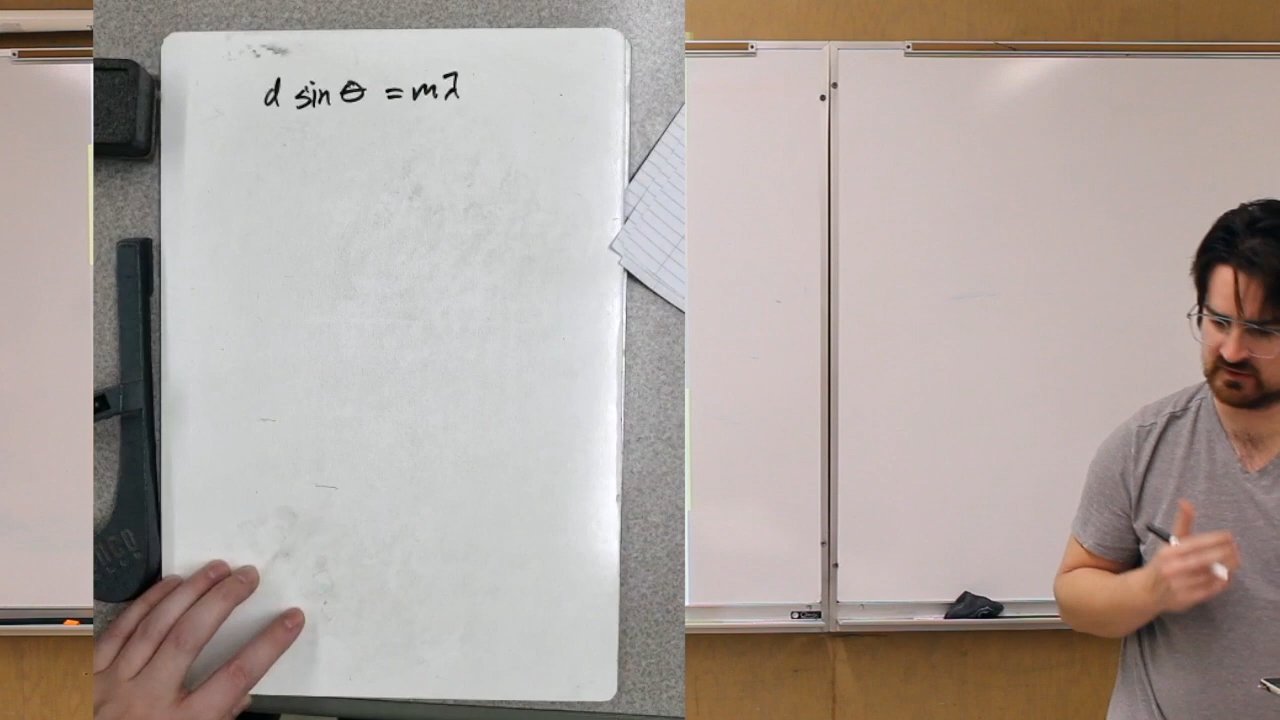 d sin θ = mλ